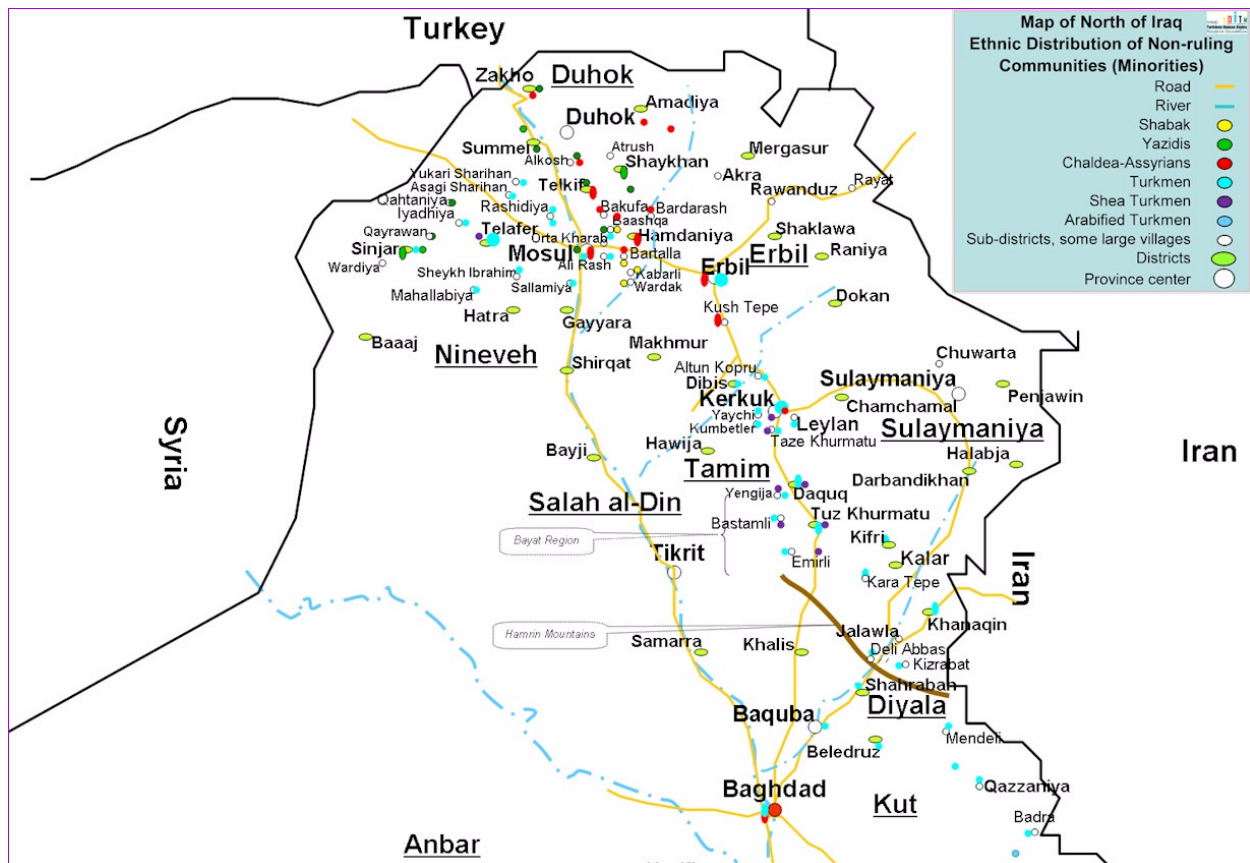 Turkey
Map of North of Iraq
Ethnic Distribution of Non-ruling
Communities (Minorities)
Road
River
Shabak
Yazidis
Chaldea-Assyrians
Turkmen
Shea Turkmen
Arabified Turkmen
Sub-districts, some large villages
Districts
Province center
Zakho
Duhok
Amadiya
Duhok
Summel
Alkosh
Atrush
Shaykhan
Mergasur
Akra
Rawanduz
Rayat
Yukari Sharihan
Asagi Sharihan
Telkif
Qahtaniya
Iyadhiya
Rashidiya
Bakufa
Bardarash
Baashqa
Qayrawan
Telafer
Orta Kharab
Hamdaniya
Shaklawa
Sinjar
Mosul
Bartalla
Erbil
Raniya
Wardiya
Sheykh Ibrahim
Ali Rash
Erbil
Kabarli
Wardak
Mahallabiya
Sallamiya
Kush Tepe
Dokan
Hatra
Gayyara
Baaaj
Nineveh
Makhmur
Shirqat
Altun Kopru
Dibis
Chuwarta
Sulaymaniya
Penjawin
Kerkuk
Chamchamal
Yaychi
Leylan
Kumbetler
Taze Khurmatu
Sulaymaniya
Syria
Iran
Bayji
Hawija
Halabja
Tamim
Darbandikhan
Yengija
Daquq
Salah al-Din
Bastamli
Tuz Khurmatu
Bayat Region
Kifri
Tikrit
Emirli
Kalar
Kara Tepe
Iran
Khanaqin
Hamrin Mountains
Jalawla
Samarra
Khalis
Deli Abbas
Kizrabat
Shahraban
Diyala
Baquba
Mendeli
Beledruz
Baghdad
Qazzaniya
Kut
Badra
Anbar